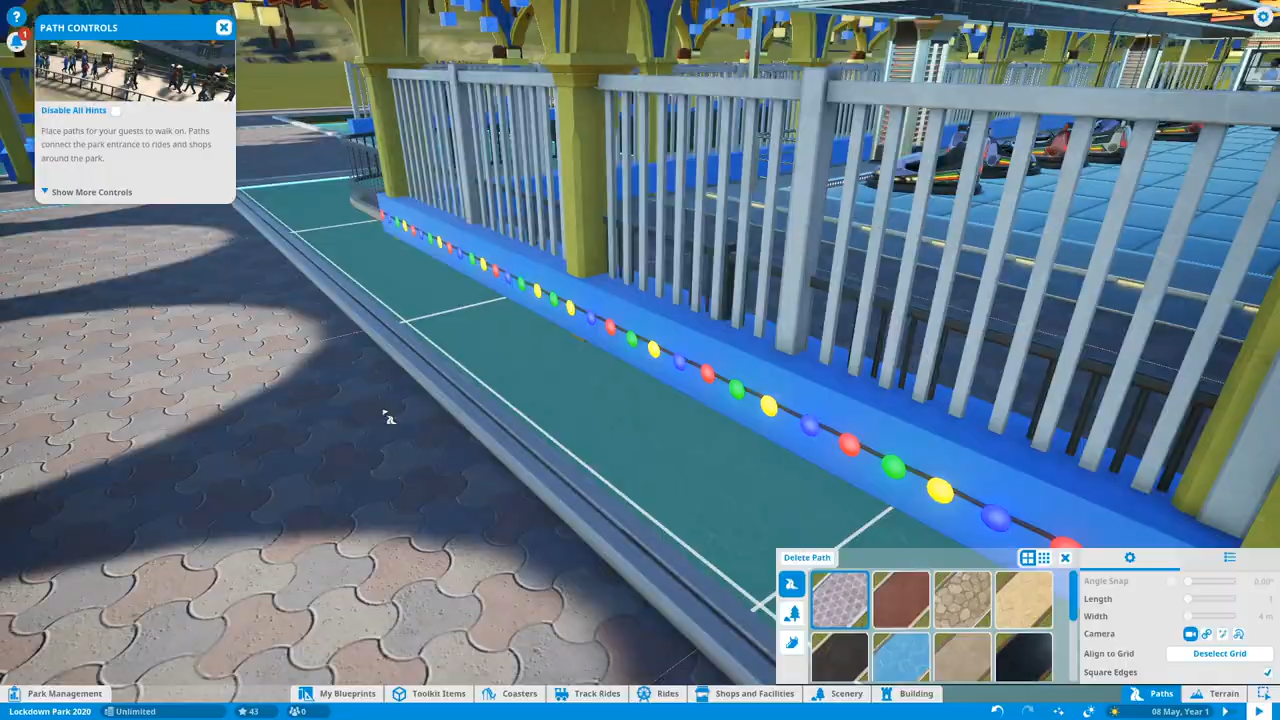 PATH CONTROLS
1
Disable All Hints
Place paths for your guests to walk on. Paths
connect the park entrance to rides and shops
around the park.
Show More Controls
Delete Path
Angle Snap 0.00°
Length 1
Width 4 m
Camera
Align to Grid Deselect Grid
Square Edges
Park Management My Blueprints Toolkit Items Coasters Track Rides Rides Shops and Facilities Scenery Building Paths Terrain
Lockdown Park 2020 Unlimited 43 0 08 May, Year 1